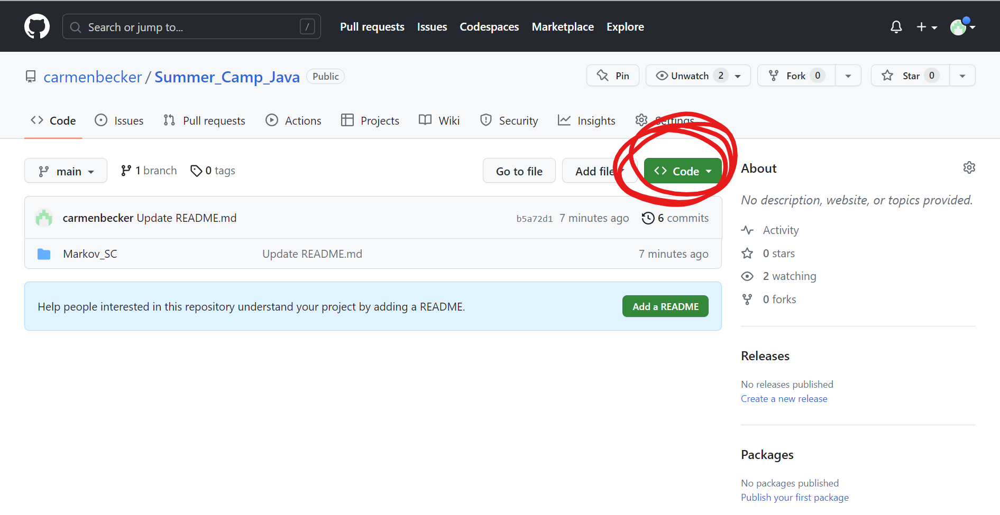 Search or jump to... /
Pull requests Issues Codespaces Marketplace Explore
carmenbecker / Summer_Camp_Java Public
Pin Unwatch 2 Fork 0 Star 0
Code Issues Pull requests Actions Projects Wiki Security Insights Settings
main 1 branch 0 tags Go to file Add file <> Code
carmenbecker Update README.md b5a72d1 7 minutes ago 6 commits
Markov_SC Update README.md 7 minutes ago
Help people interested in this repository understand your project by adding a README. Add a README
About
No description, website, or topics provided.
Activity
0 stars
2 watching
0 forks
Releases
No releases published
Create a new release
Packages
No packages published
Publish your first package